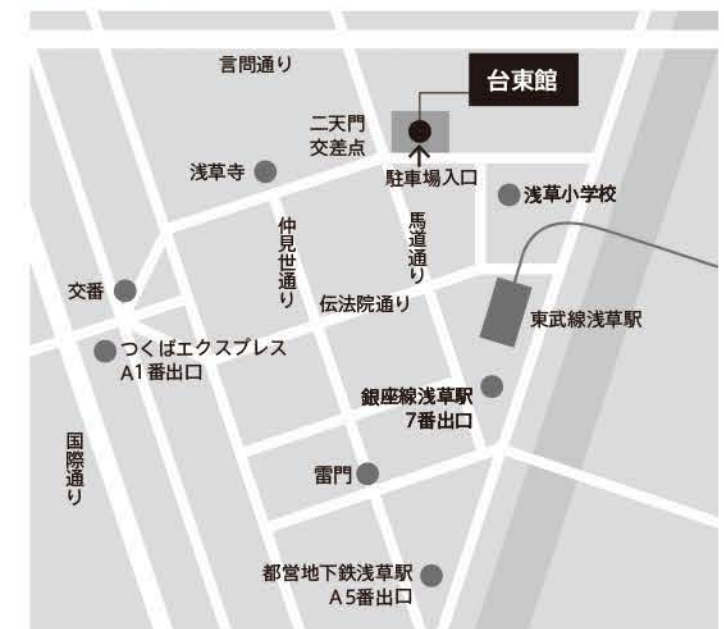 言問通り
台東館
二天門
交差点
浅草寺
駐車場入口
浅草小学校
仲見世通り
馬道通り
交番
伝法院通り
東武線浅草駅
つくばエクスプレス
A1番出口
銀座線浅草駅
7番出口
国際通り
雷門
都営地下鉄浅草駅
A5番出口